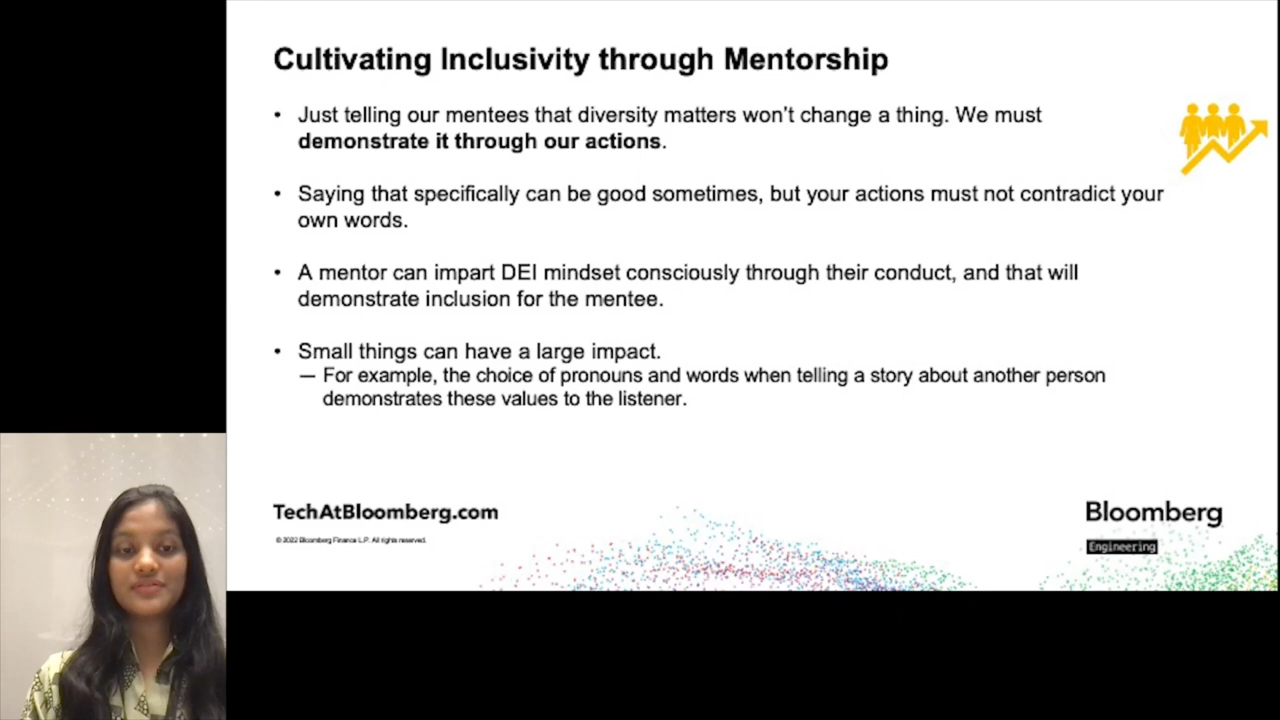 Cultivating Inclusivity through Mentorship
• Just telling our mentees that diversity matters won't change a thing. We must
demonstrate it through our actions.
• Saying that specifically can be good sometimes, but your actions must not contradict your
own words.
• A mentor can impart DEI mindset consciously through their conduct, and that will
demonstrate inclusion for the mentee.
• Small things can have a large impact.
— For example, the choice of pronouns and words when telling a story about another person
demonstrates these values to the listener.
TechAtBloomberg.com
© 2022 Bloomberg Finance L.P. All rights reserved.
Bloomberg
Engineering